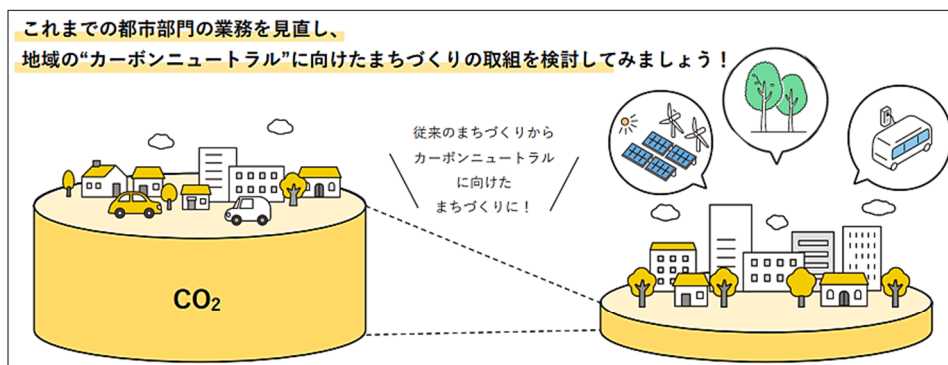 これまでの都市部門の業務を見直し、
地域の“カーボンニュートラル”に向けたまちづくりの取組を検討してみましょう！
従来のまちづくりから
カーボンニュートラル
に向けた
まちづくりに！
CO₂